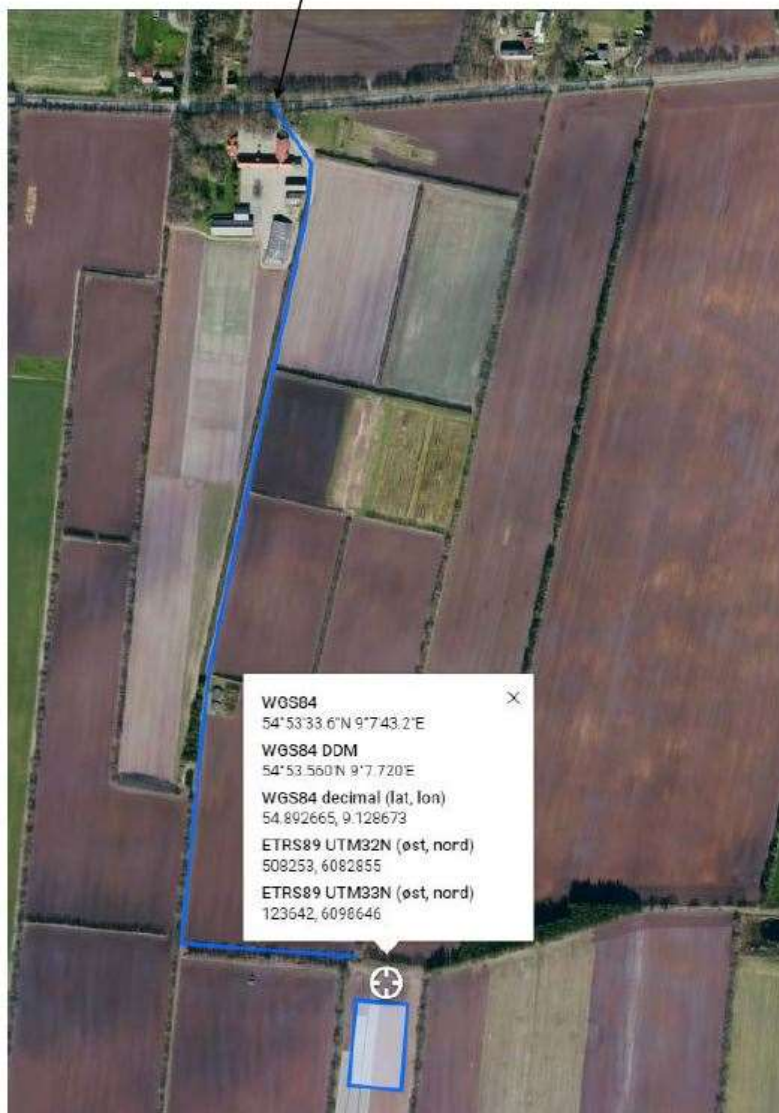 WGS84
54°53'33.6"N 9°7'43.2"E
WGS84 DDM
54°53.560'N 9°7.720'E
WGS84 decimal (lat, lon)
54.892665, 9.128673
ETRS89 UTM32N (øst, nord)
508253, 6082855
ETRS89 UTM33N (øst, nord)
123642, 6098646